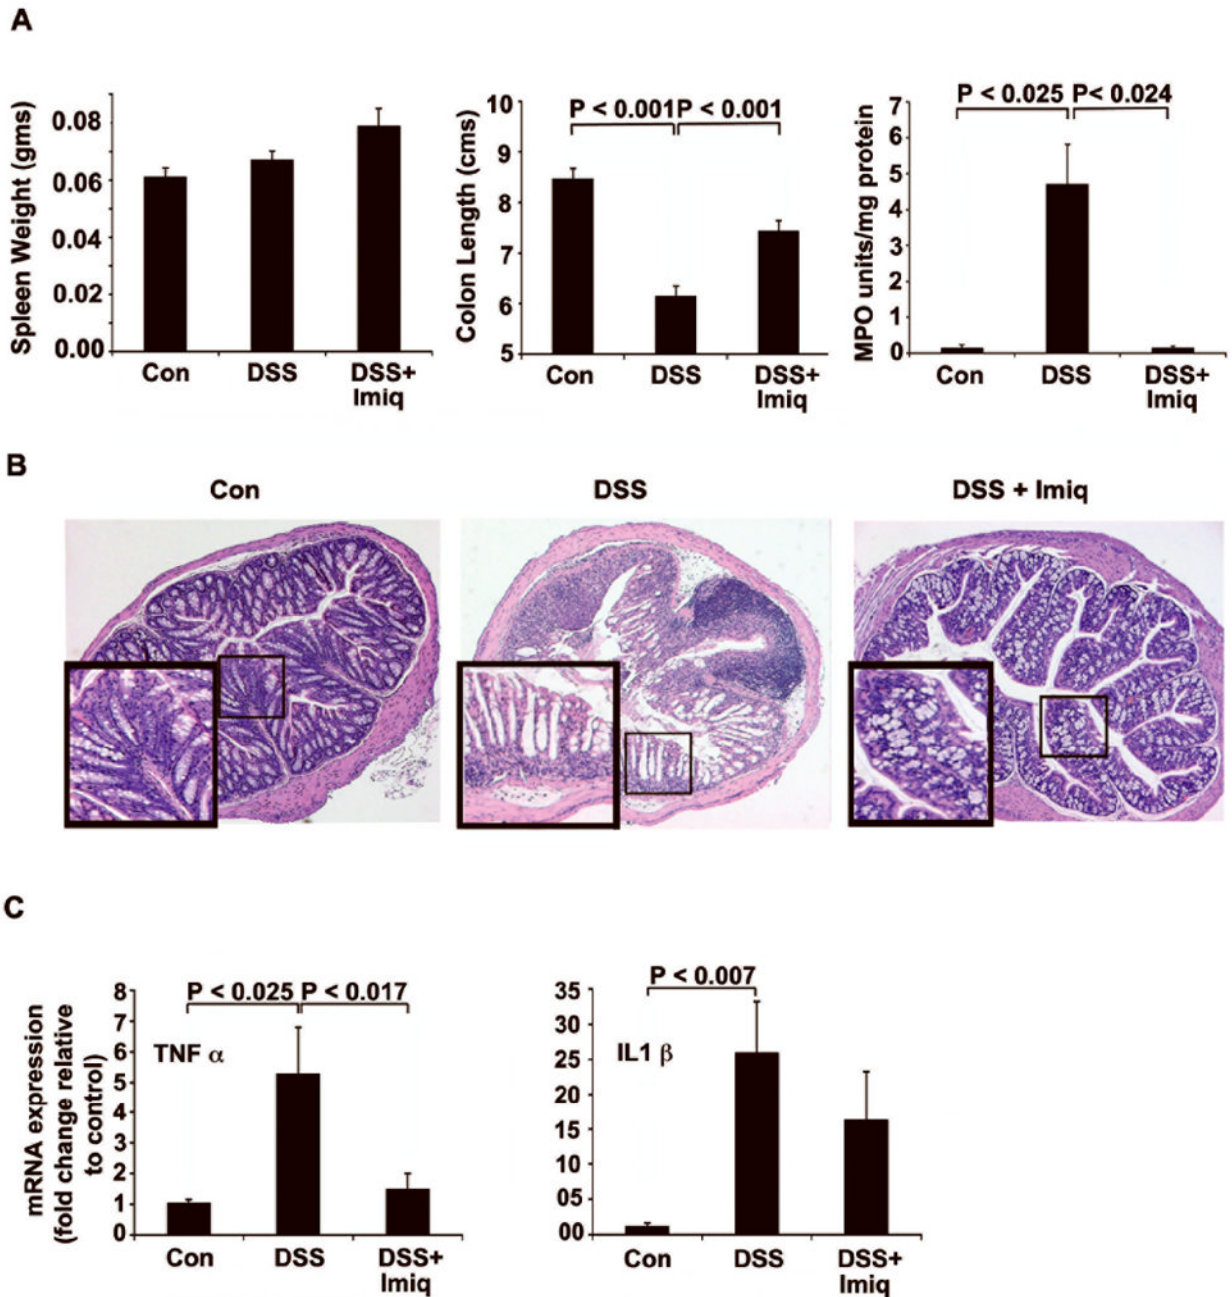 A
Spleen Weight (gms)
0.08
0.06
0.04
0.02
0.00
Con DSS DSS+
Imiq
Colon Length (cms)
10
9
8
7
6
5
P < 0.001 P < 0.001
Con DSS DSS+
Imiq
MPO units/mg protein
7
6
5
4
3
2
1
0
P < 0.025 P < 0.024
Con DSS DSS+
Imiq
B
Con DSS DSS + Imiq
C
mRNA expression
(fold change relative
to control)
8
7
6
5
4
3
2
1
0
P < 0.025 P < 0.017
TNF α
Con DSS DSS+
Imiq
35
30
25
20
15
10
05
00
P < 0.007
IL1 β
Con DSS DSS+
Imiq